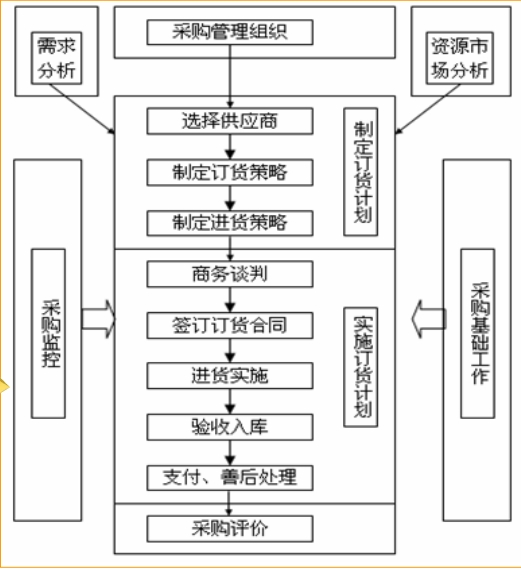 采购管理组织
需求
分析
资源市
场分析
选择供应商
制定订货策略
制定进货策略
制定订货计划
商务谈判
签订订货合同
进货实施
验收入库
支付、善后处理
实施订货计划
采购监控
采购基础工作
采购评价